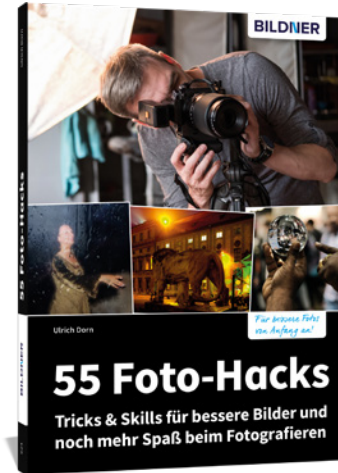 BILDNER
Ulrich Dorn
Für bessere Fotos
von Anfang an!
55 Foto-Hacks
Tricks & Skills für bessere Bilder und
noch mehr Spaß beim Fotografieren
55 Foto-Hacks
BILDNER